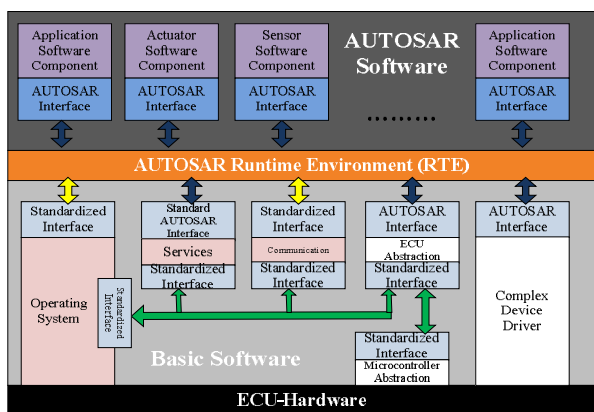 Application
Software
Component
AUTOSAR
Interface
Actuator
Software
Component
AUTOSAR
Interface
Sensor
Software
Component
AUTOSAR
Interface
AUTOSAR
Software
.........
Application
Software
Component
AUTOSAR
Interface
AUTOSAR Runtime Environment (RTE)
Standardized
Interface
Operating
System
Standardized
Interface
Standard
AUTOSAR
Interface
Services
Standardized
Interface
Standardized
Interface
Communication
Standardized
Interface
AUTOSAR
Interface
ECU
Abstraction
Standardized
Interface
Standardized
Interface
Microcontroller
Abstraction
AUTOSAR
Interface
Complex
Device
Driver
Basic Software
ECU-Hardware